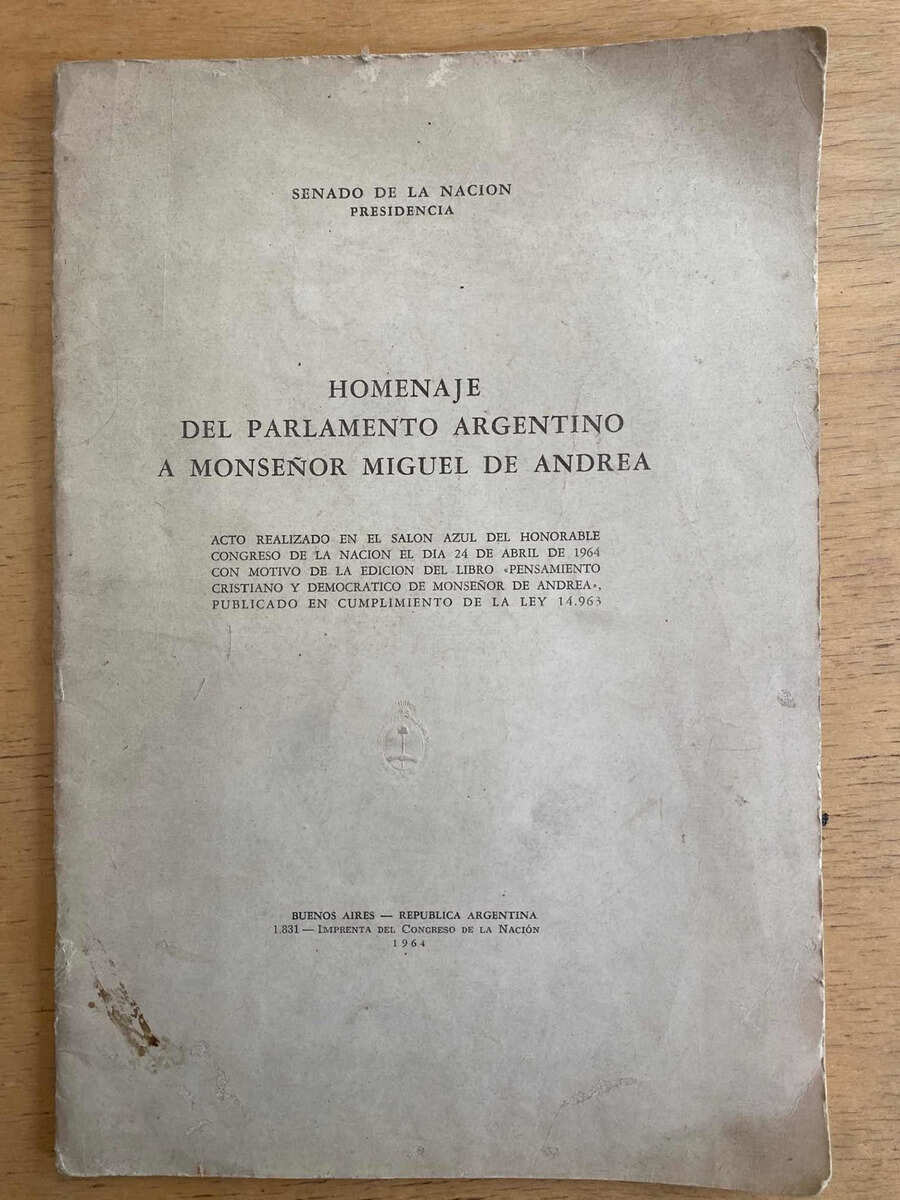 SENADO DE LA NACION
PRESIDENCIA
HOMENAJE
DEL PARLAMENTO ARGENTINO
A MONSEÑOR MIGUEL DE ANDREA
ACTO REALIZADO EN EL SALON AZUL DEL HONORABLE
CONGRESO DE LA NACION EL DIA 24 DE ABRIL DE 1964
CON MOTIVO DE LA EDICION DEL LIBRO «PENSAMIENTO
CRISTIANO Y DEMOCRATICO DE MONSEÑOR DE ANDREA»,
PUBLICADO EN CUMPLIMIENTO DE LA LEY 14.963
BUENOS AIRES — REPUBLICA ARGENTINA
1.831 — IMPRENTA DEL CONGRESO DE LA NACIÓN
1964